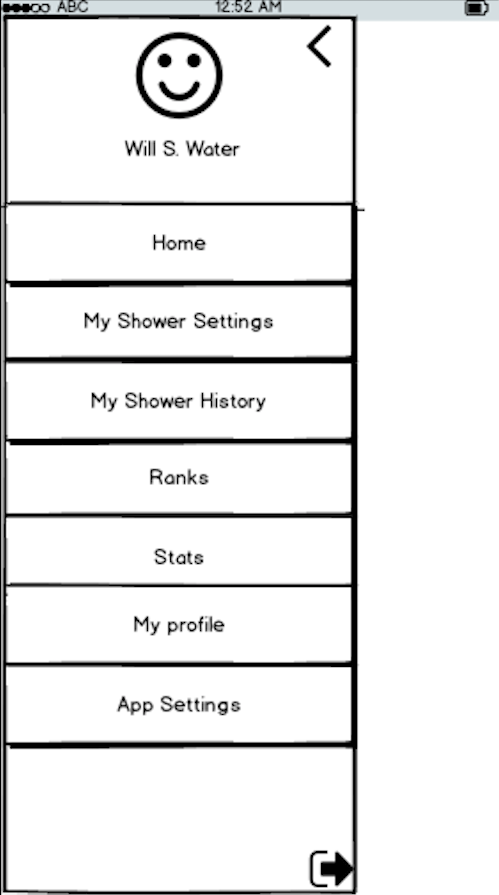 ABC 12:52 AM
Will S. Water
Home
My Shower Settings
My Shower History
Ranks
Stats
My profile
App Settings